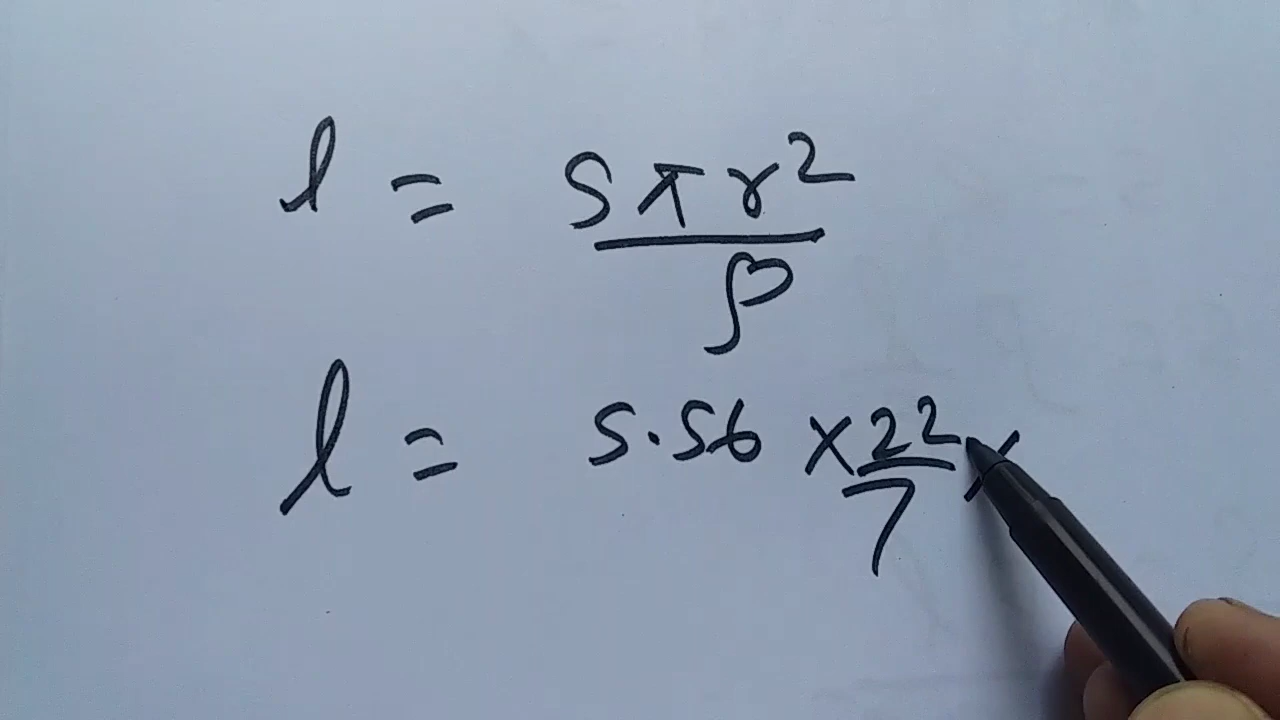 l = Sπr²/ρ
l = 5.56 × 22/7 ×